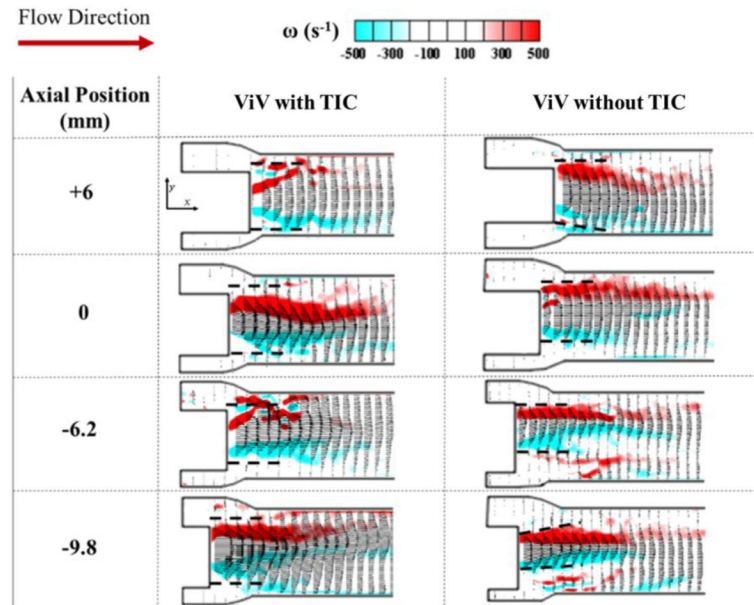 Flow Direction
ω (s⁻¹)
-500 -300 -100 100 300 500
Axial Position (mm)
ViV with TIC
ViV without TIC
+6
y
x
0
-6.2
-9.8